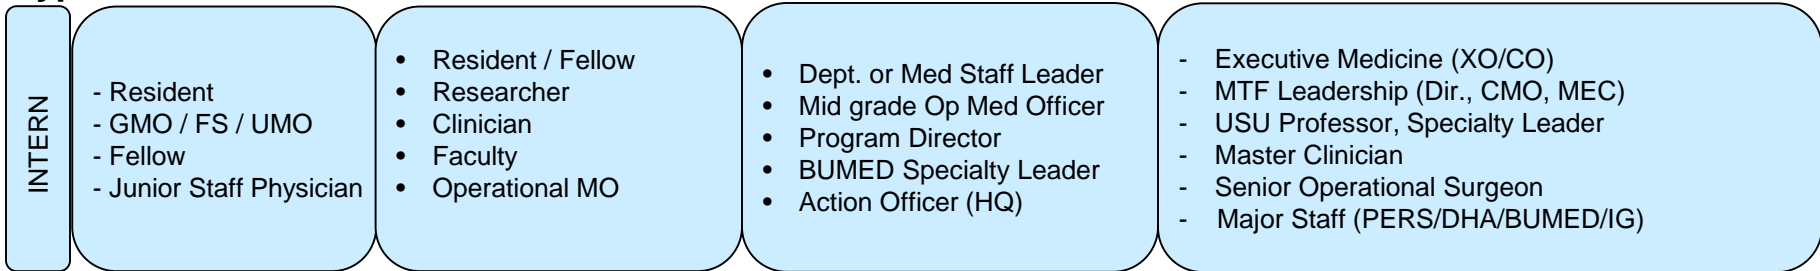 INTERN
- Resident
- GMO / FS / UMO
- Fellow
- Junior Staff Physician
• Resident / Fellow
• Researcher
• Clinician
• Faculty
• Operational MO
• Dept. or Med Staff Leader
• Mid grade Op Med Officer
• Program Director
• BUMED Specialty Leader
• Action Officer (HQ)
- Executive Medicine (XO/CO)
- MTF Leadership (Dir., CMO, MEC)
- USU Professor, Specialty Leader
- Master Clinician
- Senior Operational Surgeon
- Major Staff (PERS/DHA/BUMED/IG)